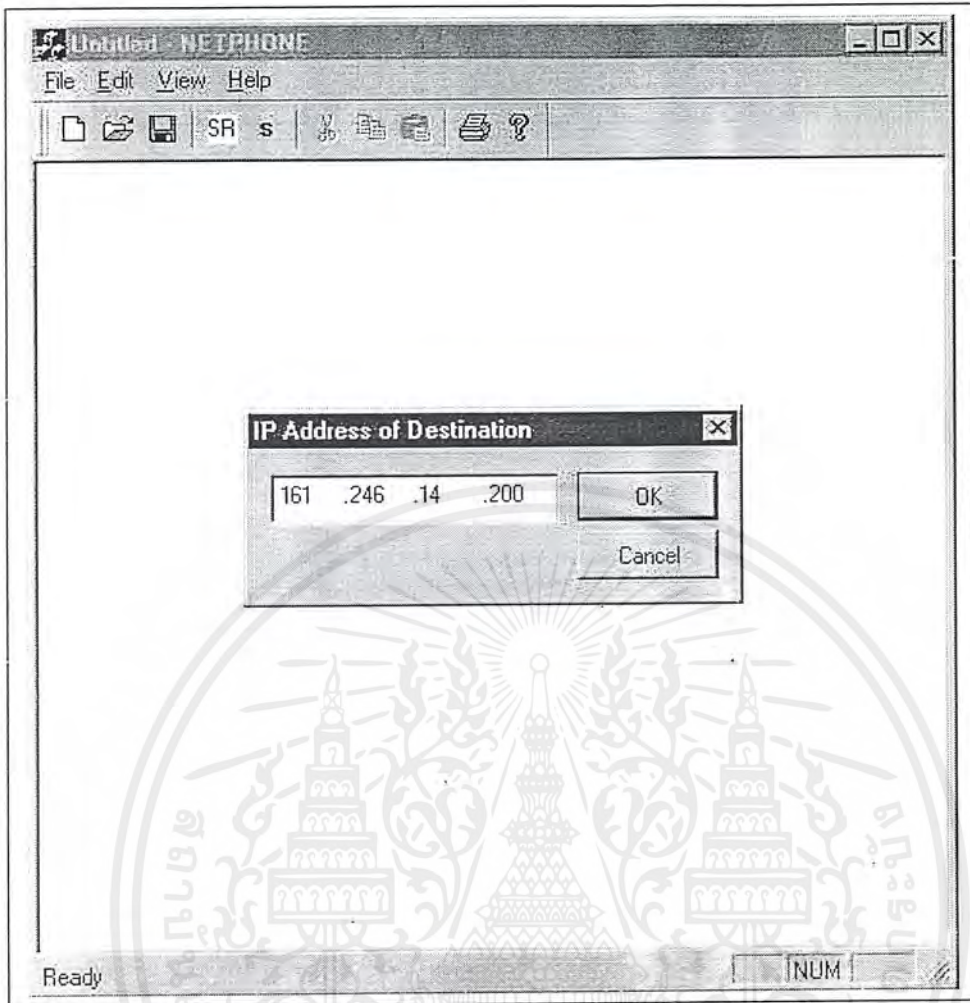 Untitled - NETPHONE
File Edit View Help
SR s
IP Address of Destination
161 .246 .14 .200
OK
Cancel
Ready
NUM